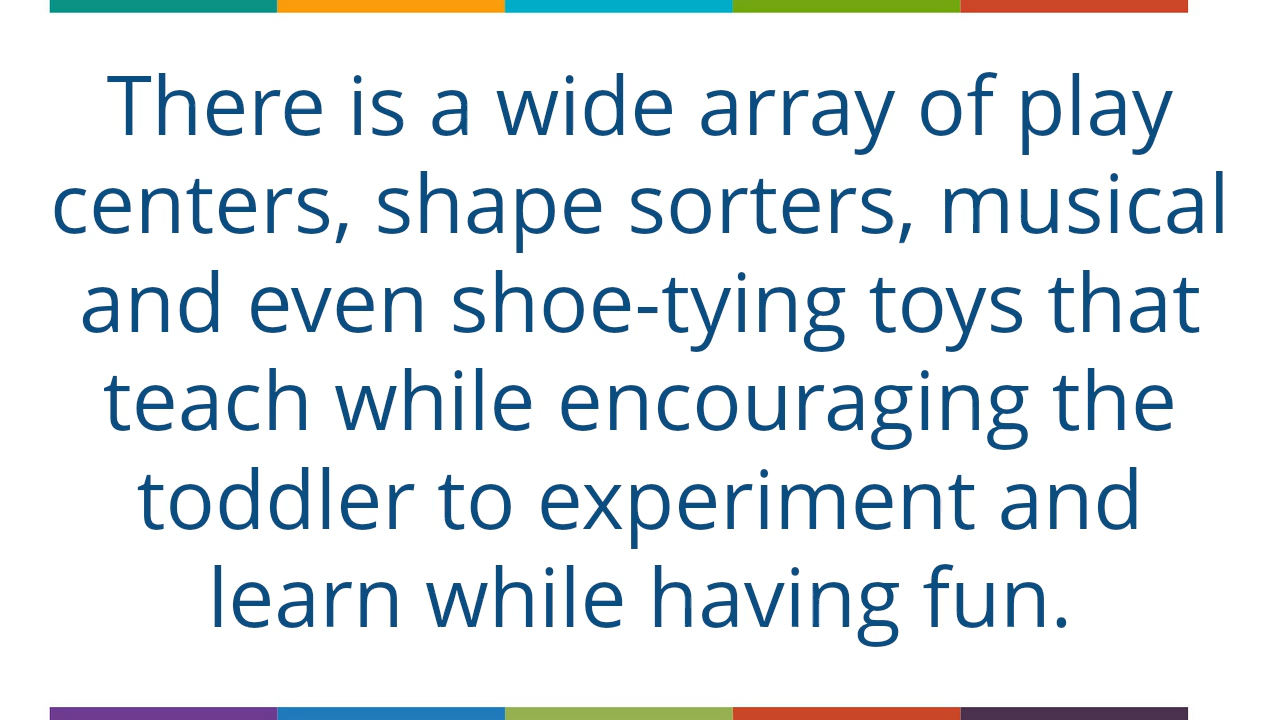 There is a wide array of play
centers, shape sorters, musical
and even shoe-tying toys that
teach while encouraging the
toddler to experiment and
learn while having fun.